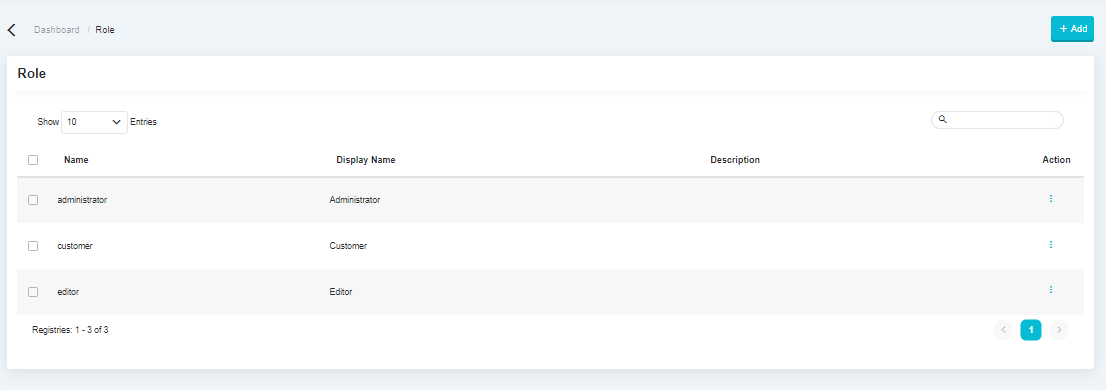 Dashboard / Role
+ Add
Role
Show 10 Entries
Name Display Name Description Action
administrator Administrator
customer Customer
editor Editor
Registries: 1 - 3 of 3
< 1 >